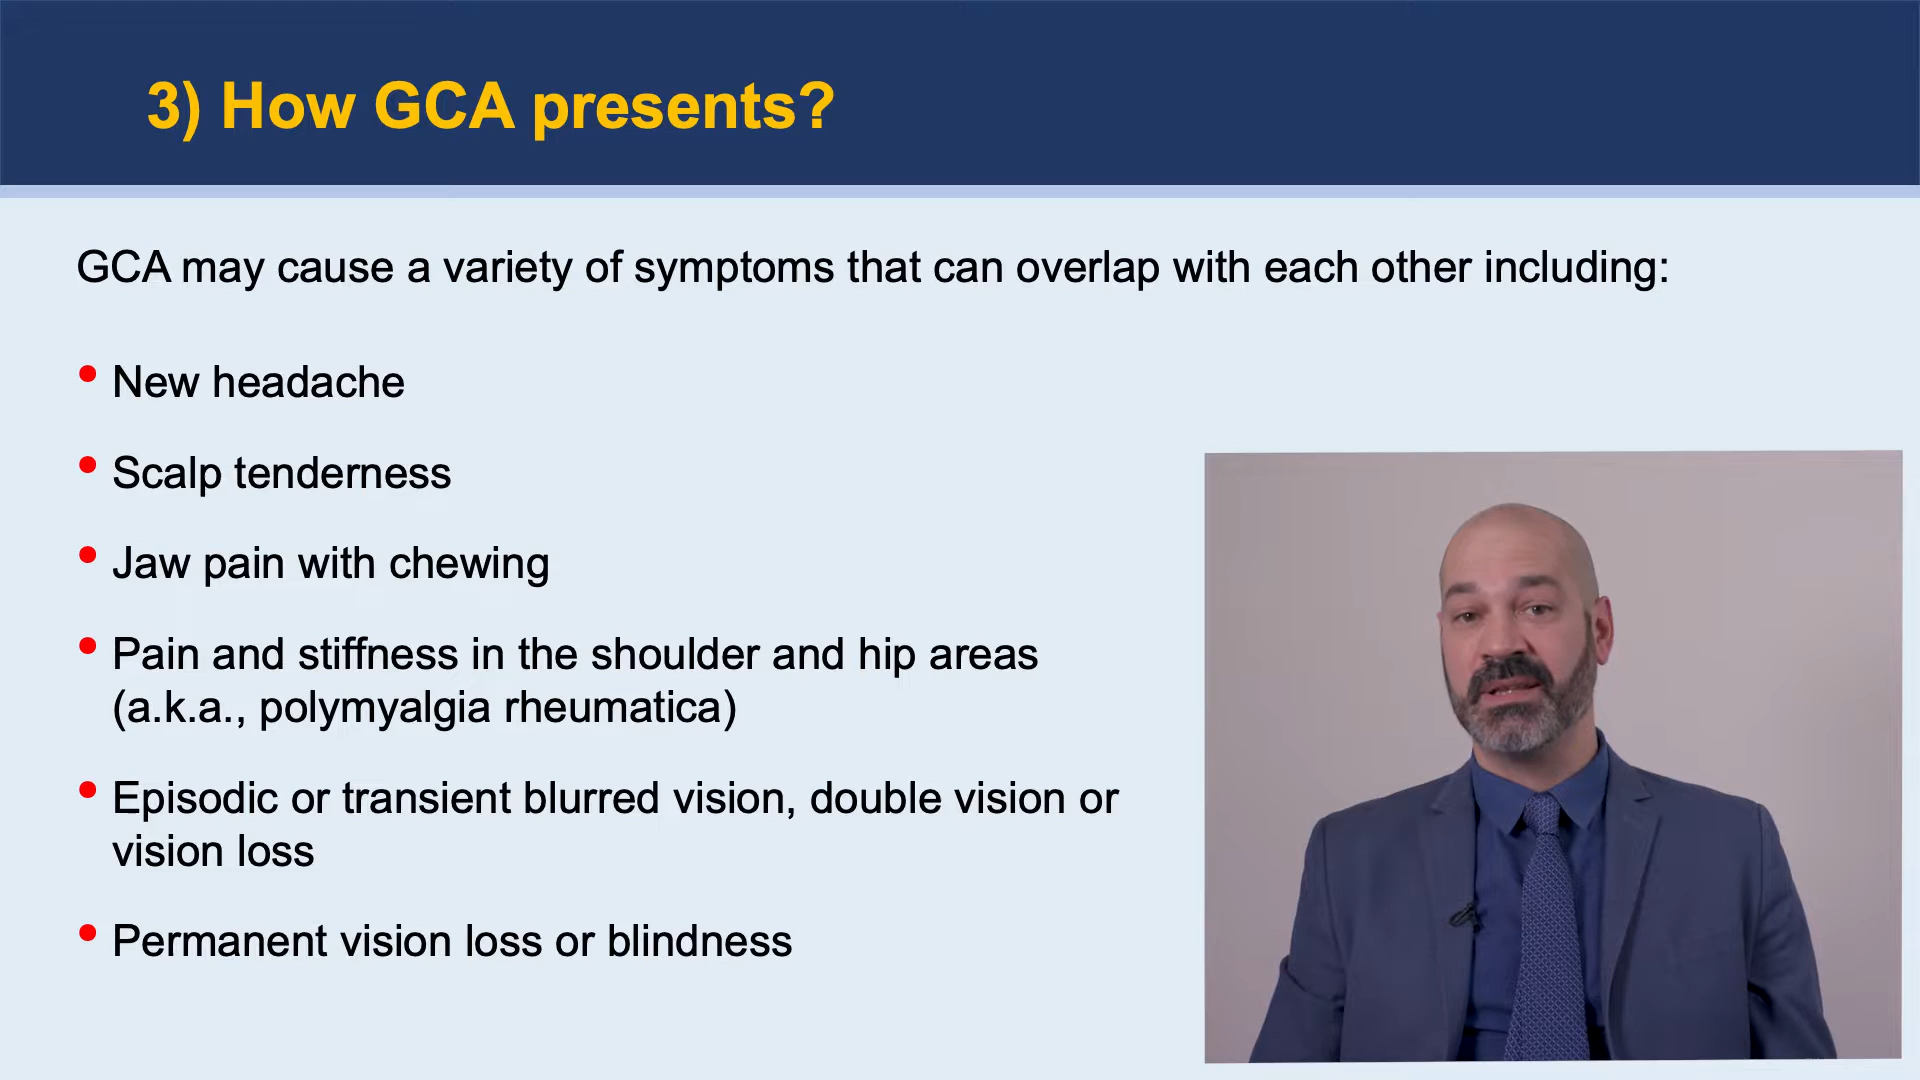 3) How GCA presents?
GCA may cause a variety of symptoms that can overlap with each other including:
• New headache
• Scalp tenderness
• Jaw pain with chewing
• Pain and stiffness in the shoulder and hip areas
(a.k.a., polymyalgia rheumatica)
• Episodic or transient blurred vision, double vision or
vision loss
• Permanent vision loss or blindness